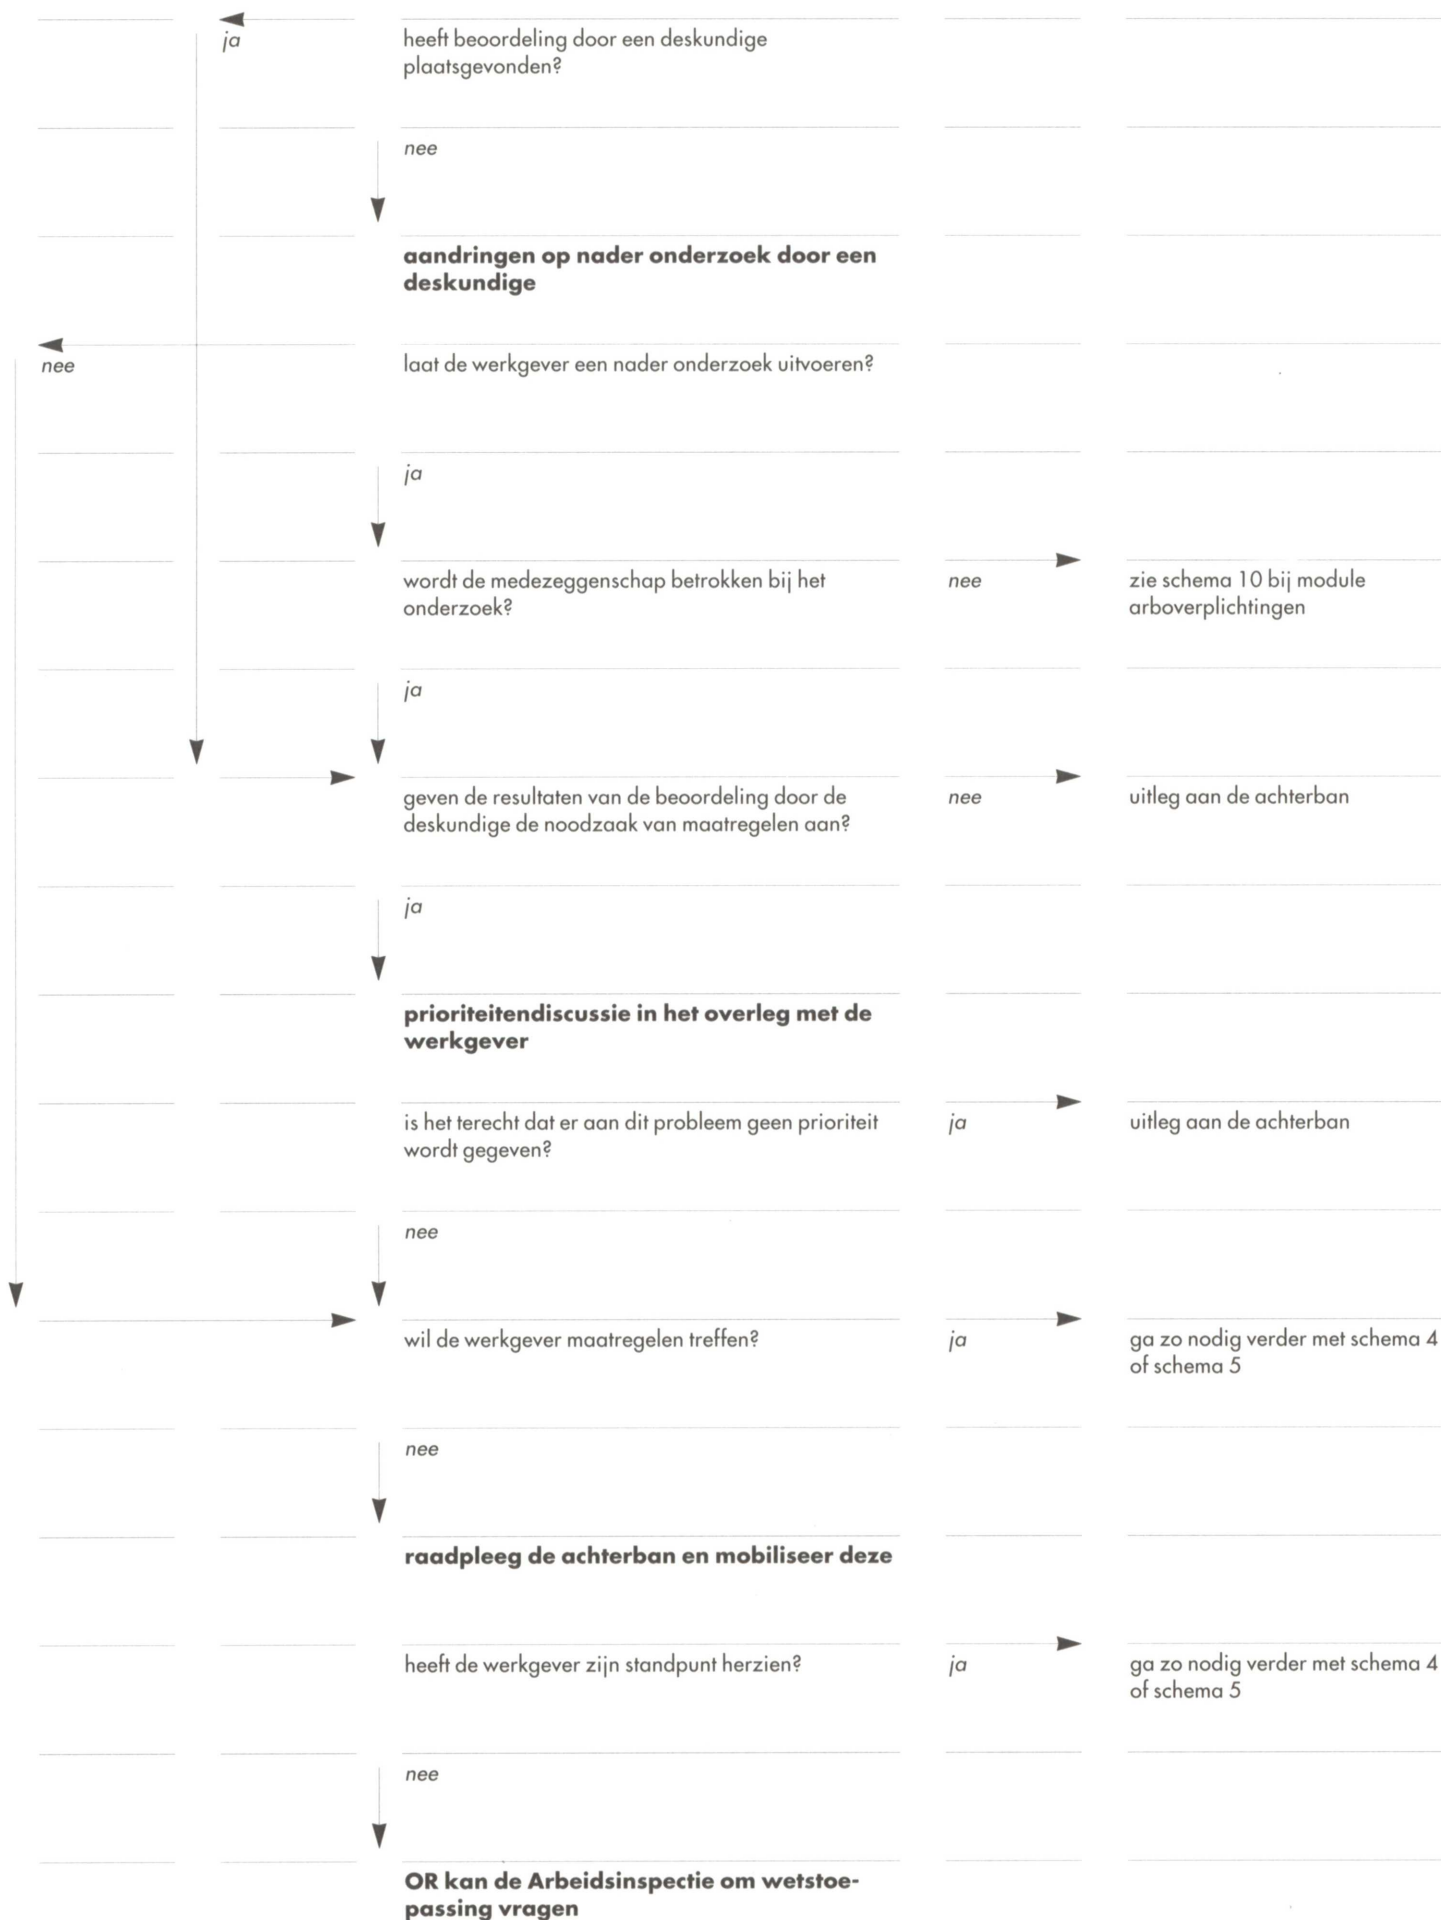 ja
heeft beoordeling door een deskundige
plaatsgevonden?
nee
aandringen op nader onderzoek door een
deskundige
nee
laat de werkgever een nader onderzoek uitvoeren?
ja
wordt de medezeggenschap betrokken bij het
onderzoek?
nee
zie schema 10 bij module
arboverplichtingen
ja
geven de resultaten van de beoordeling door de
deskundige de noodzaak van maatregelen aan?
nee
uitleg aan de achterban
ja
prioriteitendiscussie in het overleg met de
werkgever
is het terecht dat er aan dit probleem geen prioriteit
wordt gegeven?
ja
uitleg aan de achterban
nee
wil de werkgever maatregelen treffen?
ja
ga zo nodig verder met schema 4
of schema 5
nee
raadpleeg de achterban en mobiliseer deze
heeft de werkgever zijn standpunt herzien?
ja
ga zo nodig verder met schema 4
of schema 5
nee
OR kan de Arbeidsinspectie om wetstoe-
passing vragen